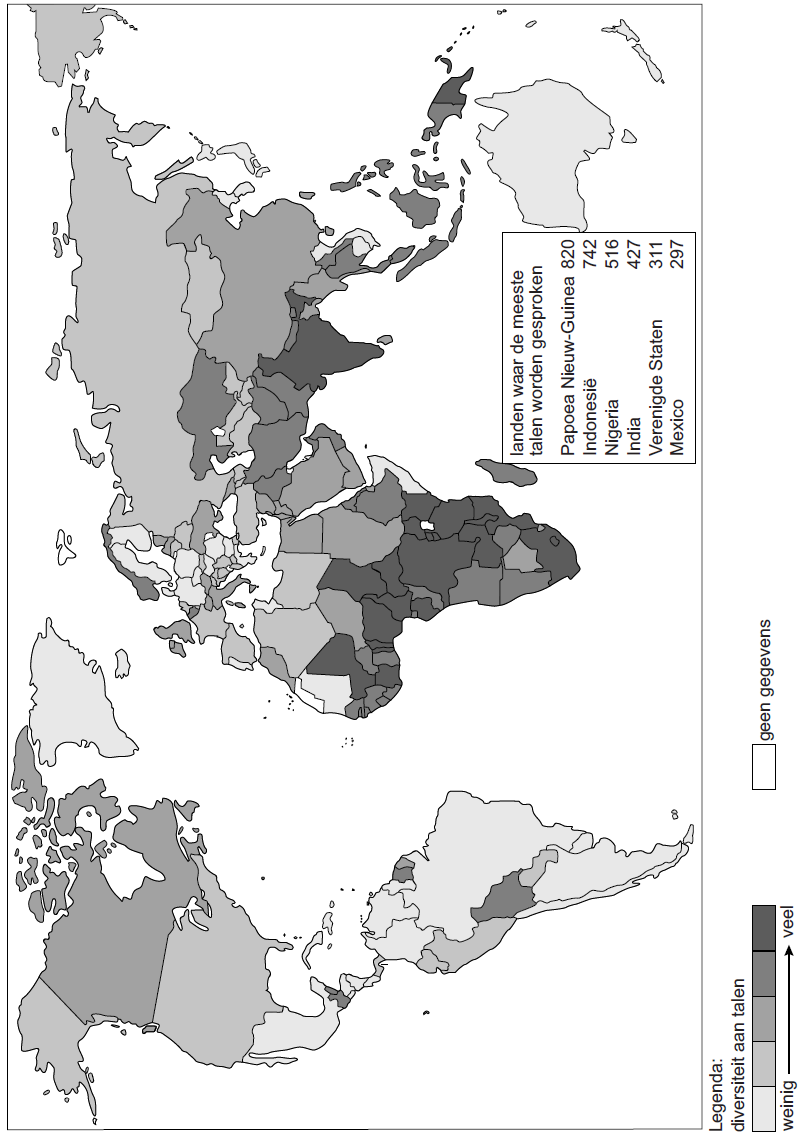 landen waar de meeste
talen worden gesproken
Papoea Nieuw-Guinea 820
Indonesië 742
Nigeria 516
India 427
Verenigde Staten 311
Mexico 297
Legenda:
diversiteit aan talen
weinig veel
geen gegevens